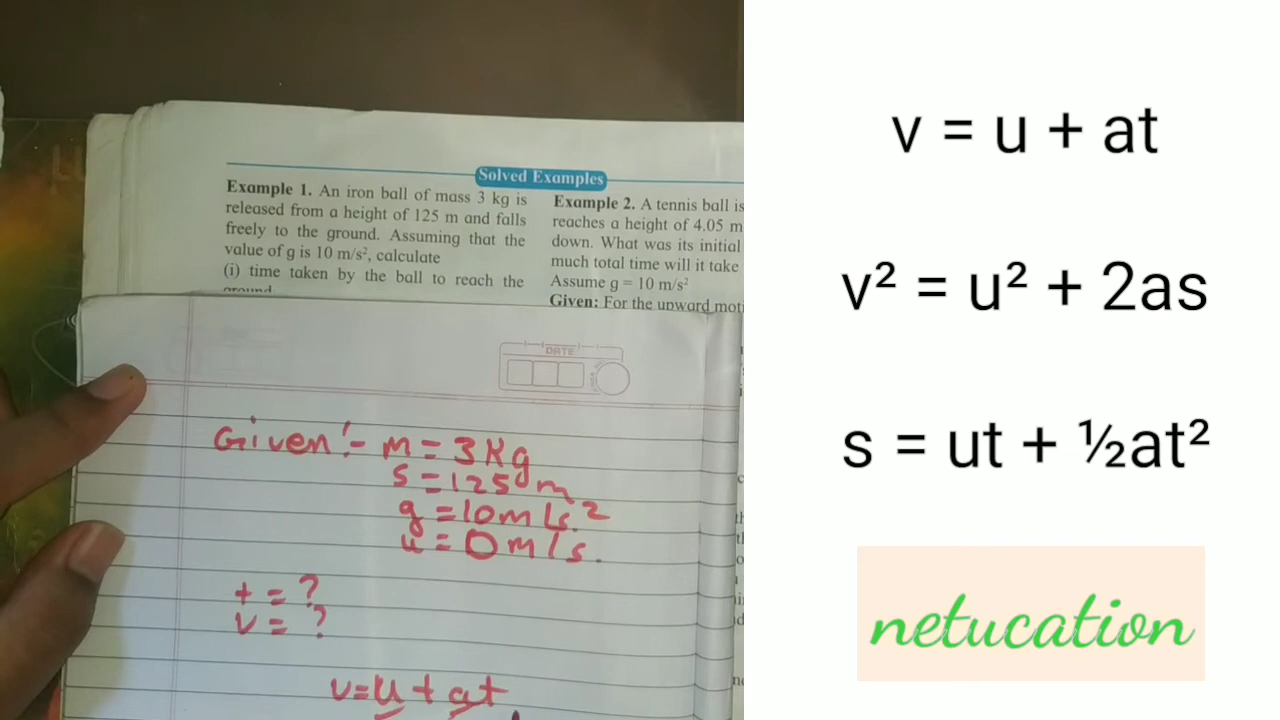 Solved Examples
Example 1. An iron ball of mass 3 kg is
released from a height of 125 m and falls
freely to the ground. Assuming that the
value of g is 10 m/s², calculate
(i) time taken by the ball to reach the
ground
Example 2. A tennis ball is
reaches a height of 4.05 m
down. What was its initial
much total time will it take
Assume g = 10 m/s²
Given: For the upward moti
DATE
Given:- m = 3 Kg
s = 125 m
g = 10 m/s.²
u = 0 m/s.
t = ?
v = ?
v = u + at
v = u + at
v² = u² + 2as
s = ut + ½at²
netucation